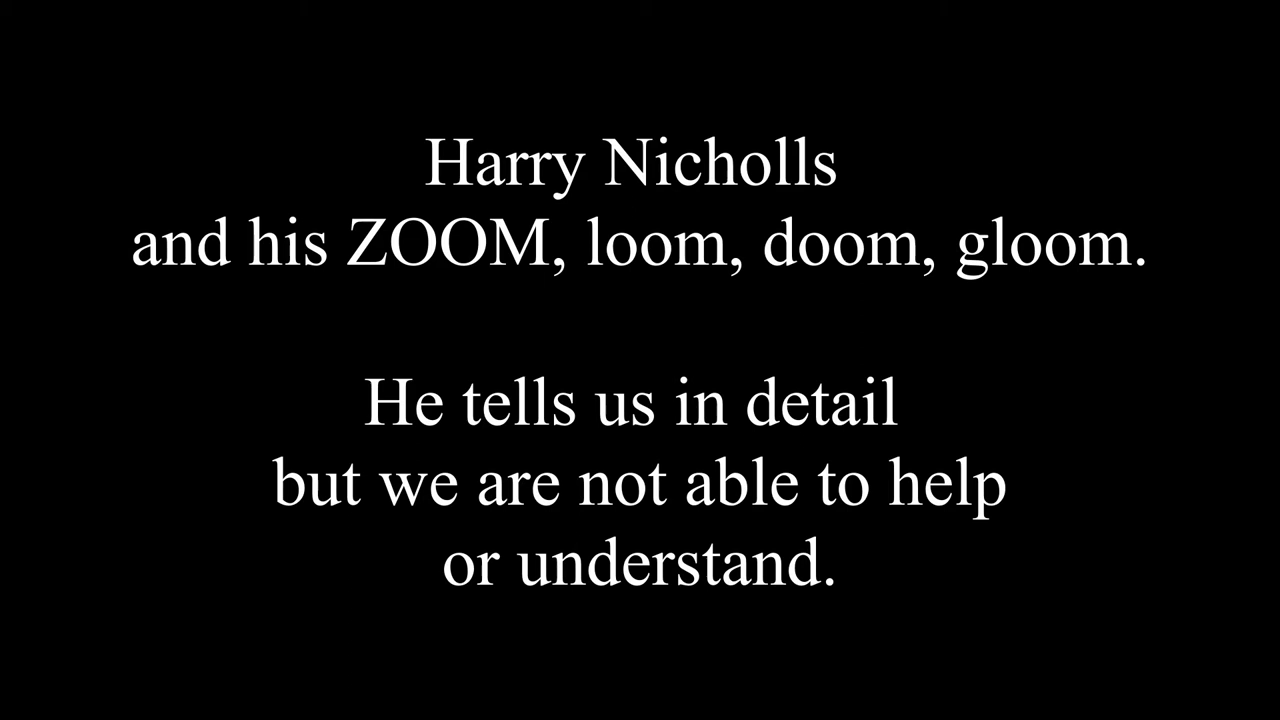 Harry Nicholls
and his ZOOM, loom, doom, gloom.
He tells us in detail
but we are not able to help
or understand.